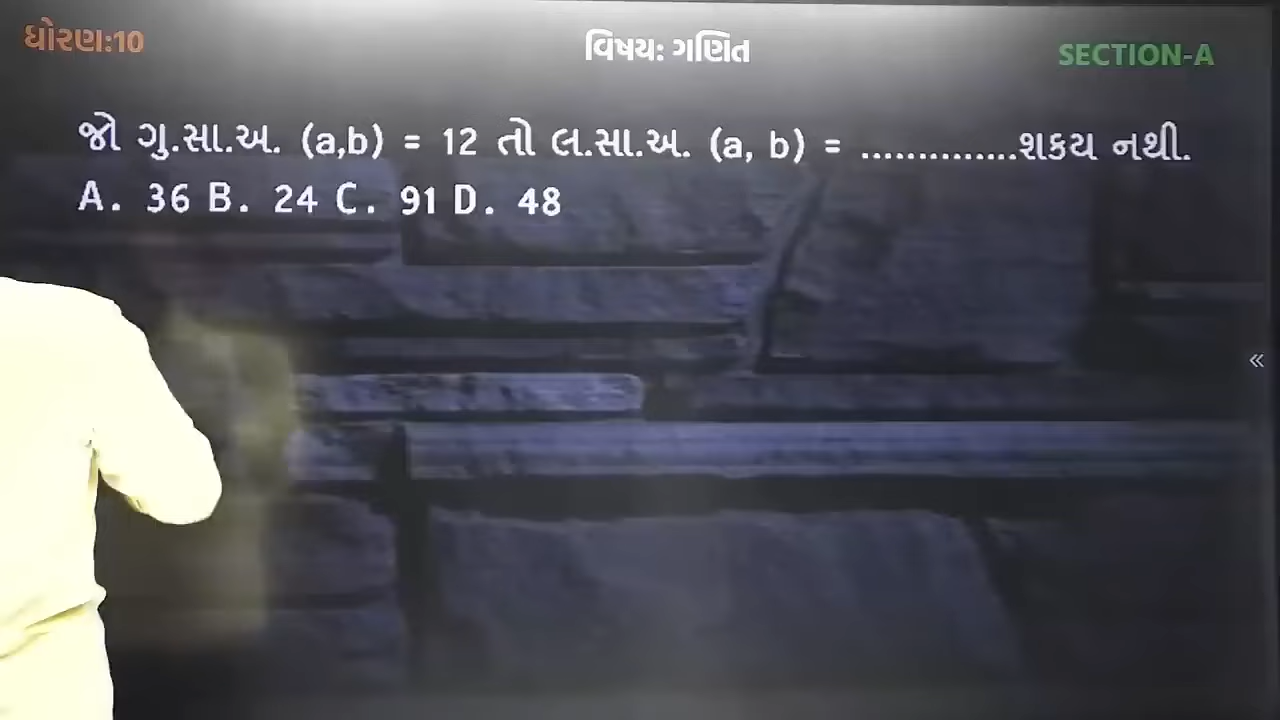 ધોરણ:10
વિષય: ગણિત
SECTION-A
જો ગુ.સા.અ. (a,b) = 12 તો લ.સા.અ. (a, b) = ..............શકય નથી.
A. 36 B. 24 C. 91 D. 48
«